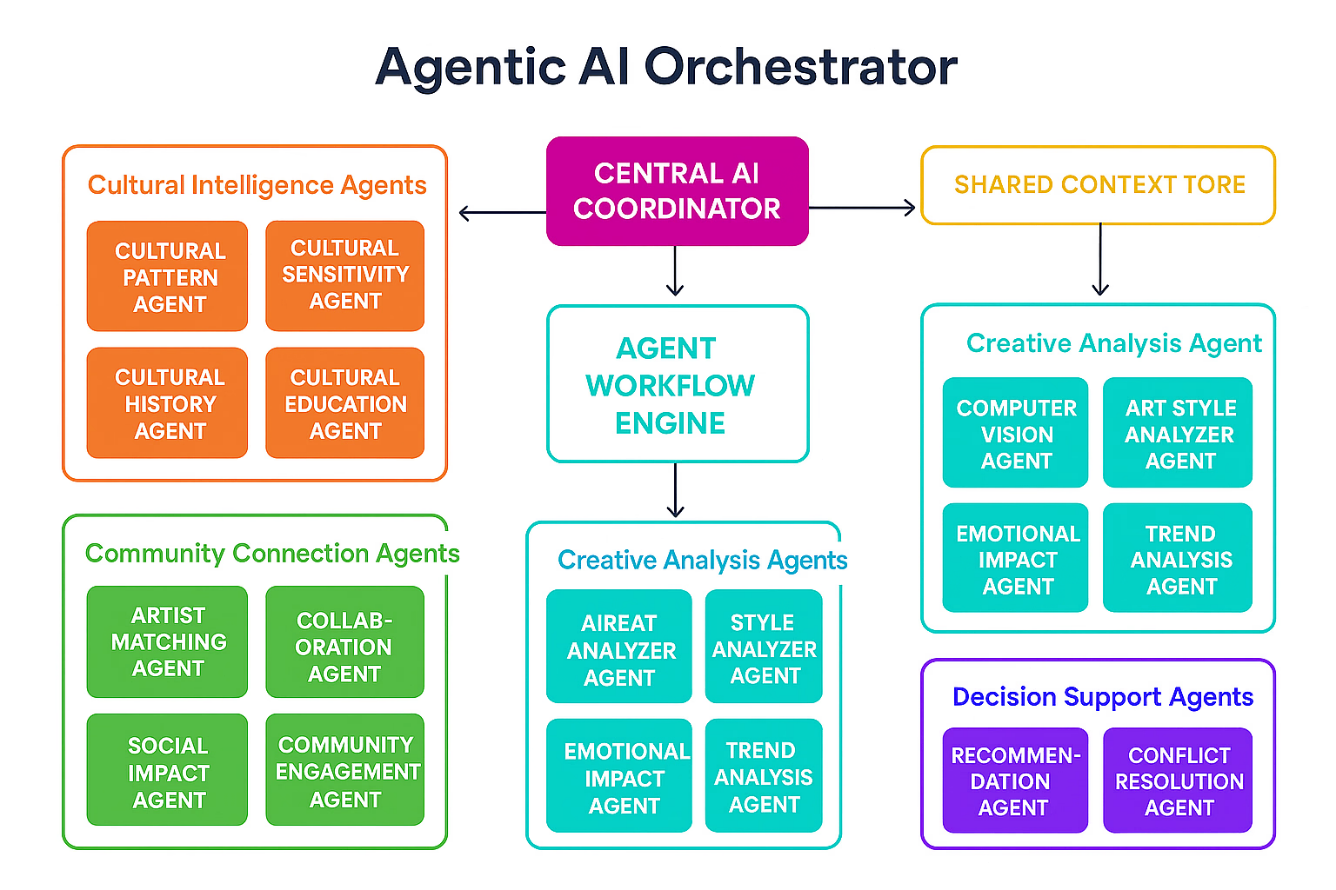 Agentic AI Orchestrator
Cultural Intelligence Agents
CULTURAL
PATTERN
AGENT
CULTURAL
SENSITIVITY
AGENT
CULTURAL
HISTORY
AGENT
CULTURAL
EDUCATION
AGENT
Community Connection Agents
ARTIST
MATCHING
AGENT
COLLAB-
ORATION
AGENT
SOCIAL
IMPACT
AGENT
COMMUNITY
ENGAGEMENT
AGENT
CENTRAL AI
COORDINATOR
AGENT
WORKFLOW
ENGINE
Creative Analysis Agents
AIREAT
ANALYZER
AGENT
STYLE
ANALYZER
AGENT
EMOTIONAL
IMPACT
AGENT
TREND
ANALYSIS
AGENT
SHARED CONTEXT TORE
Creative Analysis Agent
COMPUTER
VISION
AGENT
ART STYLE
ANALYZER
AGENT
EMOTIONAL
IMPACT
AGENT
TREND
ANALYSIS
AGENT
Decision Support Agents
RECOMMEN-
DATION
AGENT
CONFLICT
RESOLUTION
AGENT